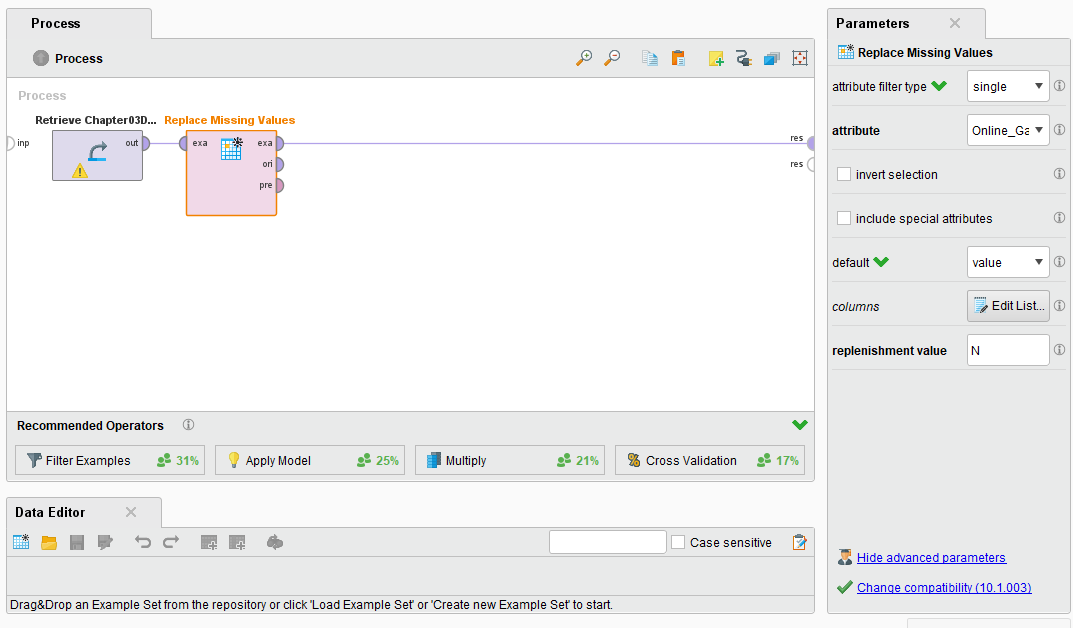 Process
Process
Process
Retrieve Chapter03D...
inp
out
Replace Missing Values
exa
exa
ori
pre
res
res
Recommended Operators
Filter Examples 31%
Apply Model 25%
Multiply 21%
Cross Validation 17%
Data Editor
Case sensitive
Drag&Drop an Example Set from the repository or click 'Load Example Set' or 'Create new Example Set' to start.
Parameters
Replace Missing Values
attribute filter type single
attribute Online_Ga
invert selection
include special attributes
default value
columns Edit List...
replenishment value N
Hide advanced parameters
Change compatibility (10.1.003)